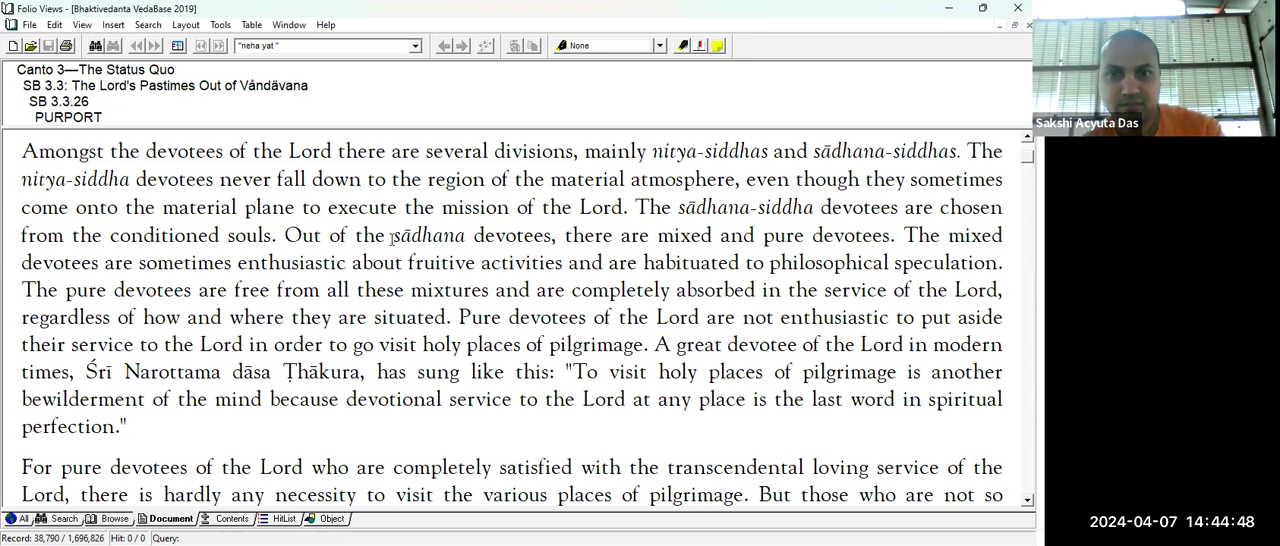 Folio Views - [Bhaktivedanta VedaBase 2019]
File Edit View Insert Search Layout Tools Table Window Help
"neha yat"
None
Canto 3—The Status Quo
SB 3.3: The Lord's Pastimes Out of Våndävana
SB 3.3.26
PURPORT
Sakshi Acyuta Das
Amongst the devotees of the Lord there are several divisions, mainly nitya-siddhas and sādhana-siddhas. The
nitya-siddha devotees never fall down to the region of the material atmosphere, even though they sometimes
come onto the material plane to execute the mission of the Lord. The sādhana-siddha devotees are chosen
from the conditioned souls. Out of the sādhana devotees, there are mixed and pure devotees. The mixed
devotees are sometimes enthusiastic about fruitive activities and are habituated to philosophical speculation.
The pure devotees are free from all these mixtures and are completely absorbed in the service of the Lord,
regardless of how and where they are situated. Pure devotees of the Lord are not enthusiastic to put aside
their service to the Lord in order to go visit holy places of pilgrimage. A great devotee of the Lord in modern
times, Śrī Narottama dāsa Ṭhākura, has sung like this: "To visit holy places of pilgrimage is another
bewilderment of the mind because devotional service to the Lord at any place is the last word in spiritual
perfection."
For pure devotees of the Lord who are completely satisfied with the transcendental loving service of the
Lord, there is hardly any necessity to visit the various places of pilgrimage. But those who are not so
All Search Browse Document Contents HitList Object
2024-04-07 14:44:48
Record: 38,790 / 1,696,826 Hit: 0 / 0 Query: